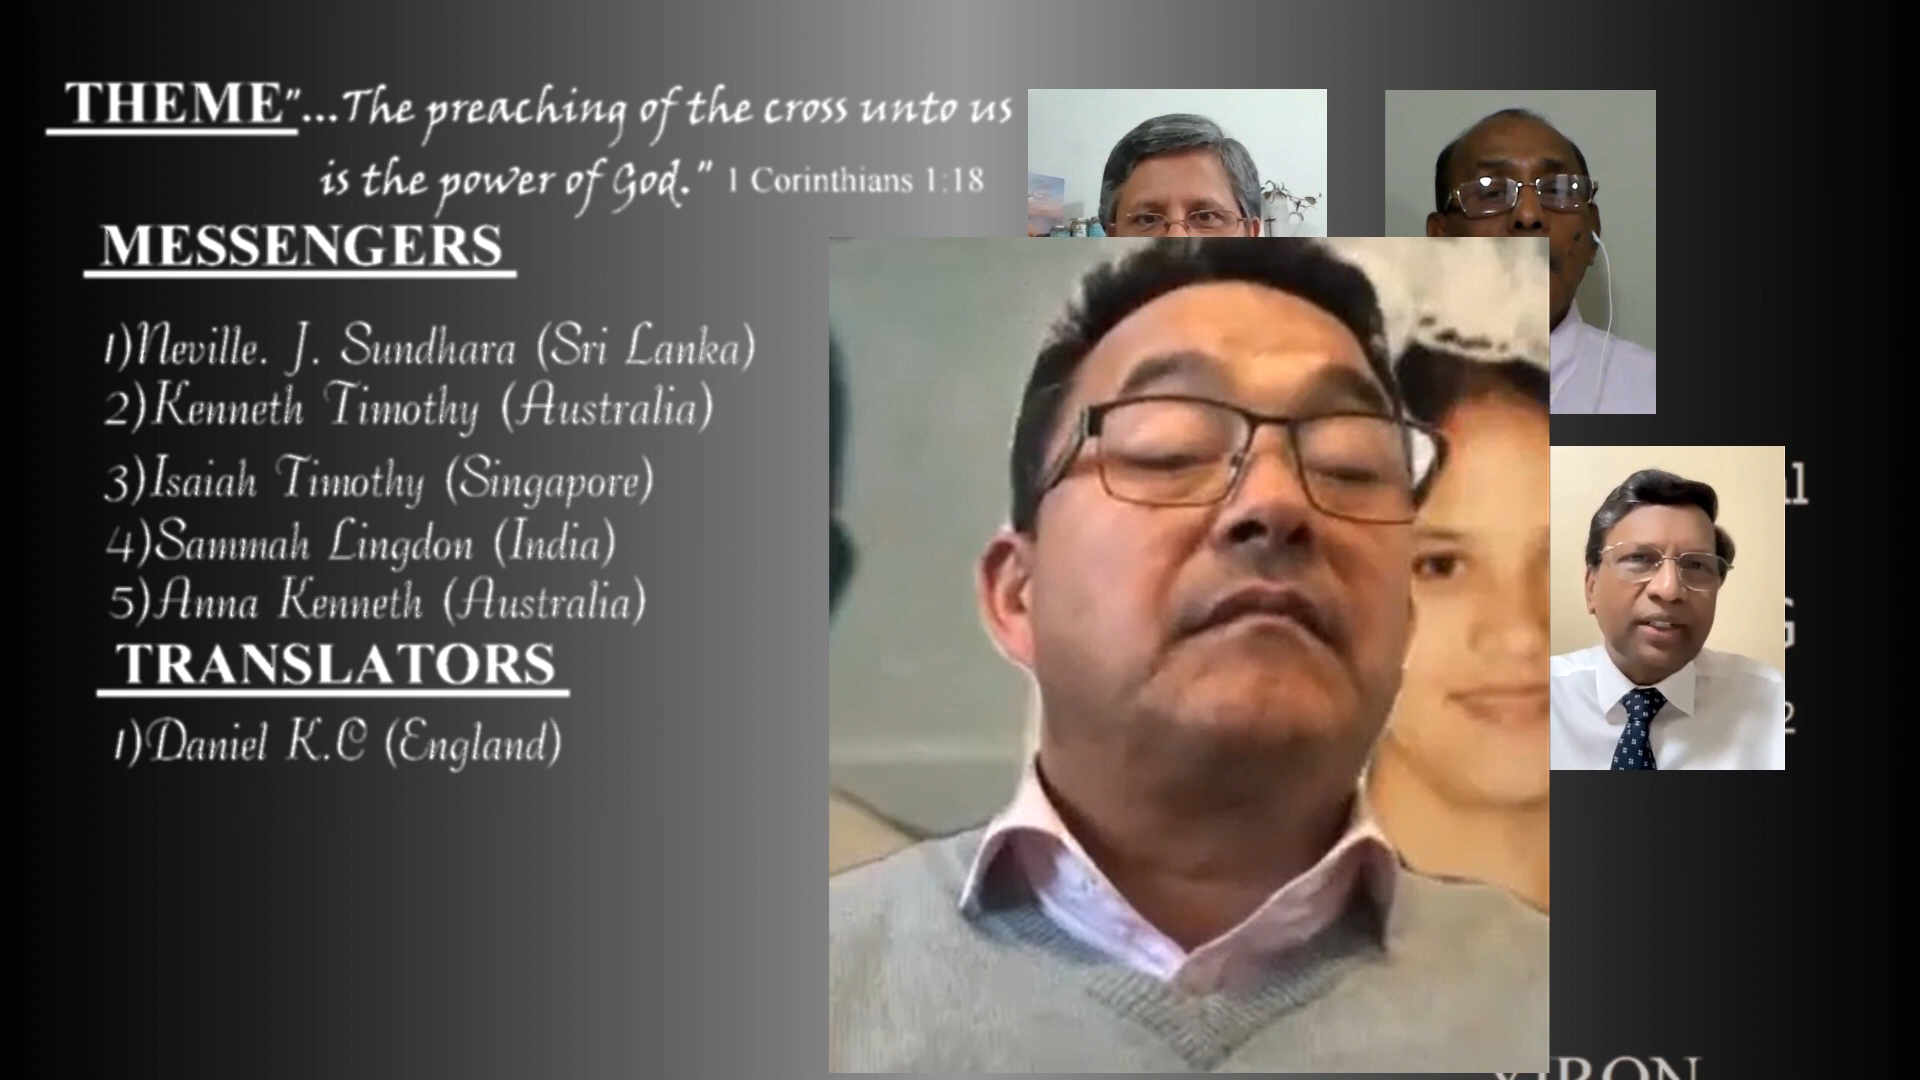 THEME"...The preaching of the cross unto us
is the power of God." 1 Corinthians 1:18
MESSENGERS
1)Neville. J. Sundhara (Sri Lanka)
2)Kenneth Timothy (Australia)
3)Isaiah Timothy (Singapore)
4)Sammah Lingdon (India)
5)Anna Kenneth (Australia)
TRANSLATORS
1)Daniel K.C (England)